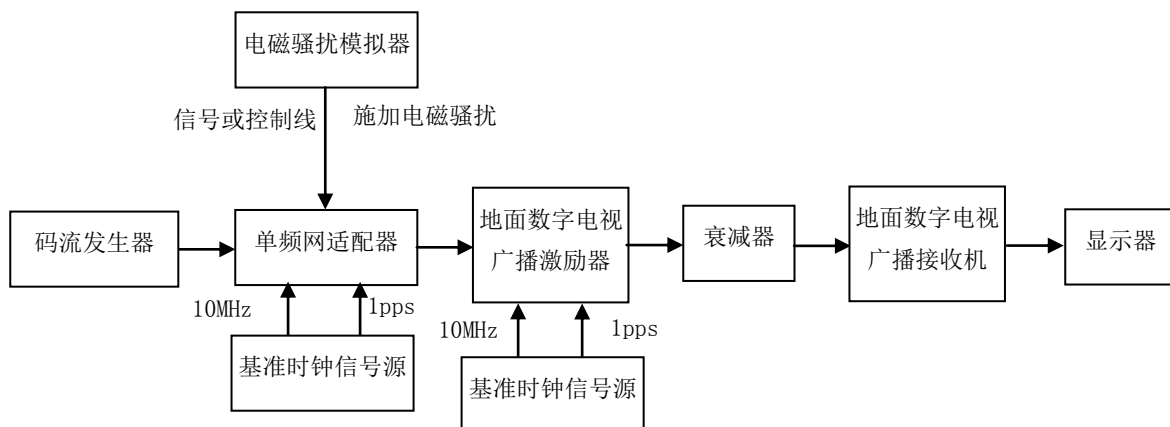 电磁骚扰模拟器
信号或控制线
施加电磁骚扰
码流发生器
单频网适配器
地面数字电视
广播激励器
衰减器
地面数字电视
广播接收机
显示器
10MHz
1pps
10MHz
1pps
基准时钟信号源
基准时钟信号源